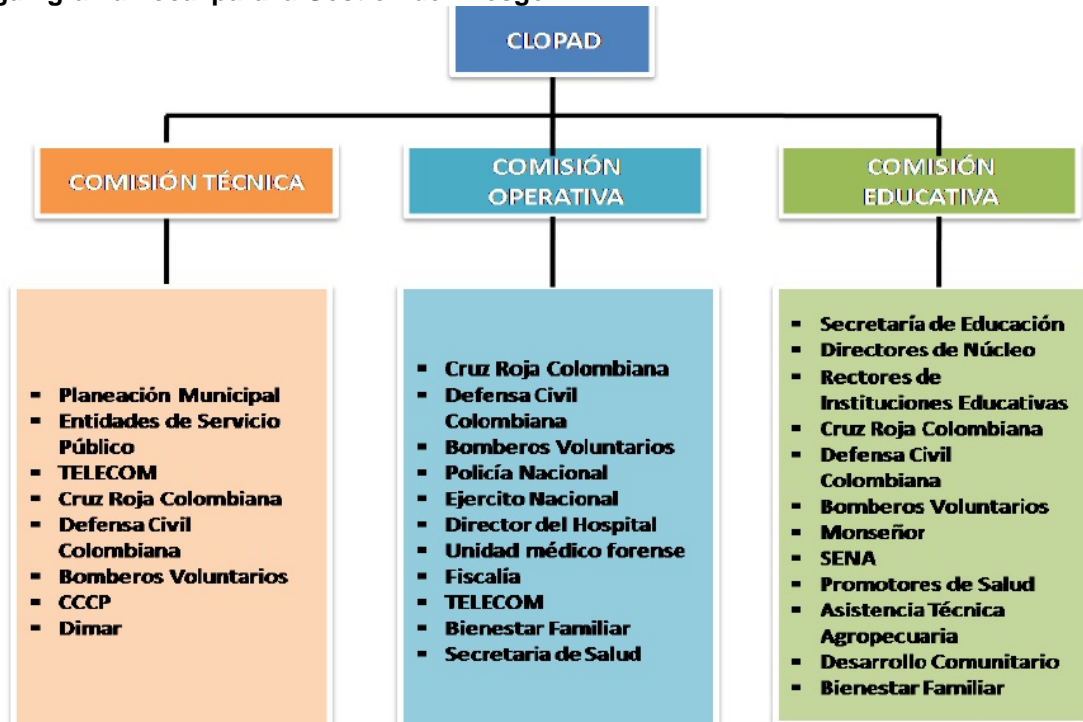 CLOPAD
COMISIÓN TÉCNICA
▪ Planeación Municipal
▪ Entidades de Servicio
Público
▪ TELECOM
▪ Cruz Roja Colombiana
▪ Defensa Civil
Colombiana
▪ Bomberos Voluntarios
▪ CCCP
▪ Dimar
COMISIÓN
OPERATIVA
▪ Cruz Roja Colombiana
▪ Defensa Civil
Colombiana
▪ Bomberos Voluntarios
▪ Policía Nacional
▪ Ejercito Nacional
▪ Director del Hospital
▪ Unidad médico forense
▪ Fiscalía
▪ TELECOM
▪ Bienestar Familiar
▪ Secretaria de Salud
COMISIÓN
EDUCATIVA
▪ Secretaría de Educación
▪ Directores de Núcleo
▪ Rectores de
Instituciones Educativas
▪ Cruz Roja Colombiana
▪ Defensa Civil
Colombiana
▪ Bomberos Voluntarios
▪ Monseñor
▪ SENA
▪ Promotores de Salud
▪ Asistencia Técnica
Agropecuaria
▪ Desarrollo Comunitario
▪ Bienestar Familiar